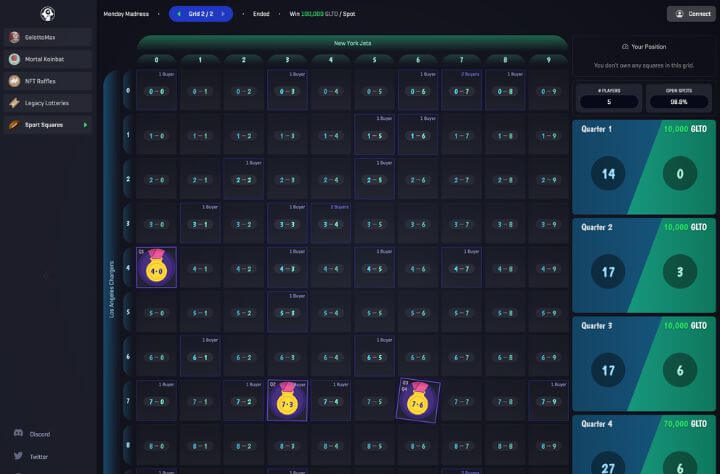 Monday Madness
Grid 2 / 2
Ended
Win 100,000 GLTO / Spot
Connect
GelottoMax
Mortal Koinbat
NFT Raffles
Legacy Lotteries
Sport Squares
Discord
Twitter
New York Jets
0 1 2 3 4 5 6 7 8 9
Los Angeles Chargers
1 Buyer 1 Buyer 1 Buyer 2 Buyers 1 Buyer
0 0 - 0 0 - 1 0 - 2 0 - 3 0 - 4 0 - 5 0 - 6 0 - 7 0 - 8 0 - 9
1 Buyer 1 Buyer
1 1 - 0 1 - 1 1 - 2 1 - 3 1 - 4 1 - 5 1 - 6 1 - 7 1 - 8 1 - 9
1 Buyer 1 Buyer
2 2 - 0 2 - 1 2 - 2 2 - 3 2 - 4 2 - 5 2 - 6 2 - 7 2 - 8 2 - 9
1 Buyer 1 Buyer 2 Buyers
3 3 - 0 3 - 1 3 - 2 3 - 3 3 - 4 3 - 5 3 - 6 3 - 7 3 - 8 3 - 9
Q1 1 Buyer 1 Buyer 1 Buyer
4 4 - 0 4 - 1 4 - 2 4 - 3 4 - 4 4 - 5 4 - 6 4 - 7 4 - 8 4 - 9
1 Buyer
5 5 - 0 5 - 1 5 - 2 5 - 3 5 - 4 5 - 5 5 - 6 5 - 7 5 - 8 5 - 9
1 Buyer 1 Buyer
6 6 - 0 6 - 1 6 - 2 6 - 3 6 - 4 6 - 5 6 - 6 6 - 7 6 - 8 6 - 9
1 Buyer 1 Buyer Q2 Buyer 1 Buyer Q3 1 Buyer
Q4
7 7 - 0 7 - 1 7 - 2 7 - 3 7 - 4 7 - 5 7 - 6 7 - 7 7 - 8 7 - 9
8 8 - 0 8 - 1 8 - 2 8 - 3 8 - 4 8 - 5 8 - 6 8 - 7 8 - 8 8 - 9
1 Buyer 1 Buyer 1 Buyer 1 Buyer
Your Position
You don't own any squares in this grid.
# PLAYERS OPEN SPOTS
5
Quarter 1 10,000 GLTO
14 0
Quarter 2 10,000 GLTO
17 3
Quarter 3 10,000 GLTO
17 6
Quarter 4 70,000 GLTO
27 6